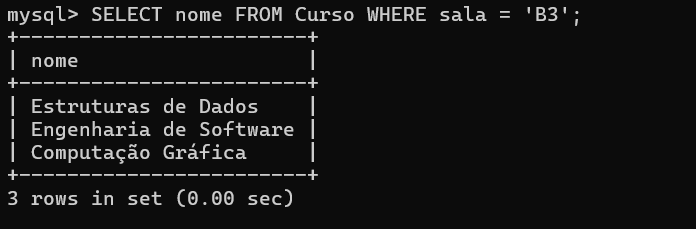 mysql> SELECT nome FROM Curso WHERE sala = 'B3';
+----------------------+
| nome                 |
+----------------------+
| Estruturas de Dados  |
| Engenharia de Software |
| Computação Gráfica   |
+----------------------+
3 rows in set (0.00 sec)